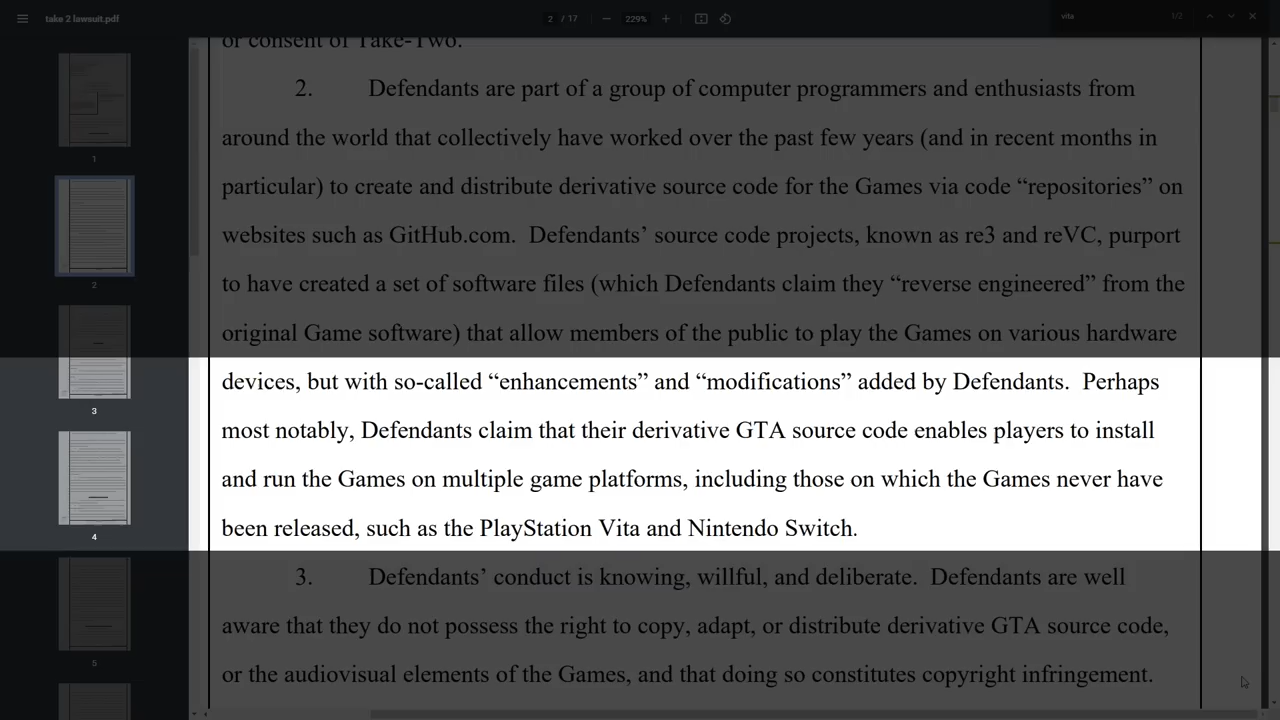 take 2 lawsuit.pdf
2 / 17
229%
vita
1/2
or consent of Take-Two.
2. Defendants are part of a group of computer programmers and enthusiasts from
around the world that collectively have worked over the past few years (and in recent months in
particular) to create and distribute derivative source code for the Games via code “repositories” on
websites such as GitHub.com. Defendants’ source code projects, known as re3 and reVC, purport
to have created a set of software files (which Defendants claim they “reverse engineered” from the
original Game software) that allow members of the public to play the Games on various hardware
devices, but with so-called “enhancements” and “modifications” added by Defendants. Perhaps
most notably, Defendants claim that their derivative GTA source code enables players to install
and run the Games on multiple game platforms, including those on which the Games never have
been released, such as the PlayStation Vita and Nintendo Switch.
3. Defendants’ conduct is knowing, willful, and deliberate. Defendants are well
aware that they do not possess the right to copy, adapt, or distribute derivative GTA source code,
or the audiovisual elements of the Games, and that doing so constitutes copyright infringement.
1
2
3
4
5